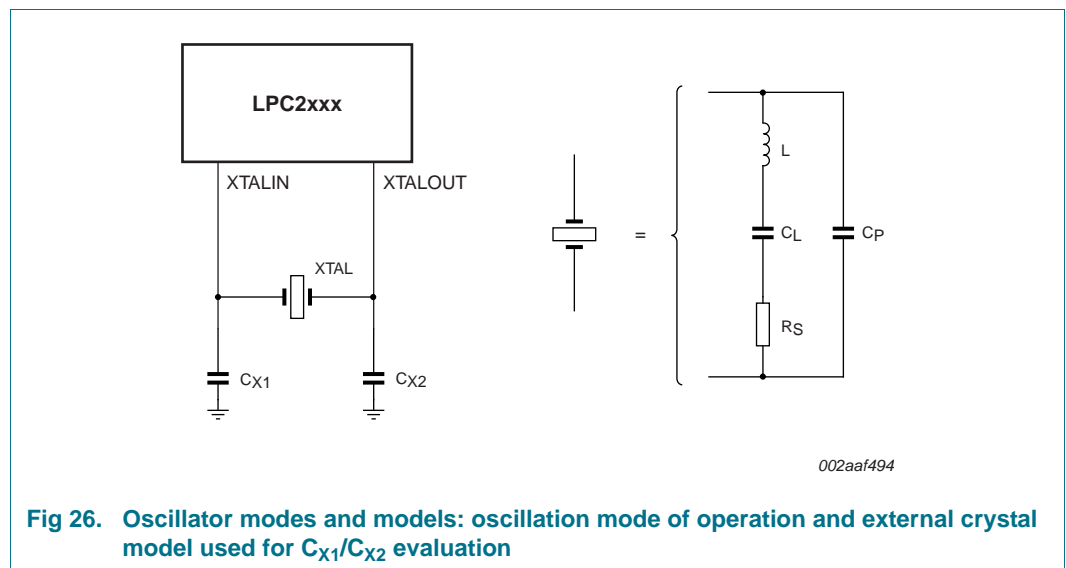 LPC2xxx
XTALIN
XTALOUT
XTAL
CX1
CX2
=
L
CL
CP
RS
002aaf494
Fig 26. Oscillator modes and models: oscillation mode of operation and external crystal
model used for CX1/CX2 evaluation